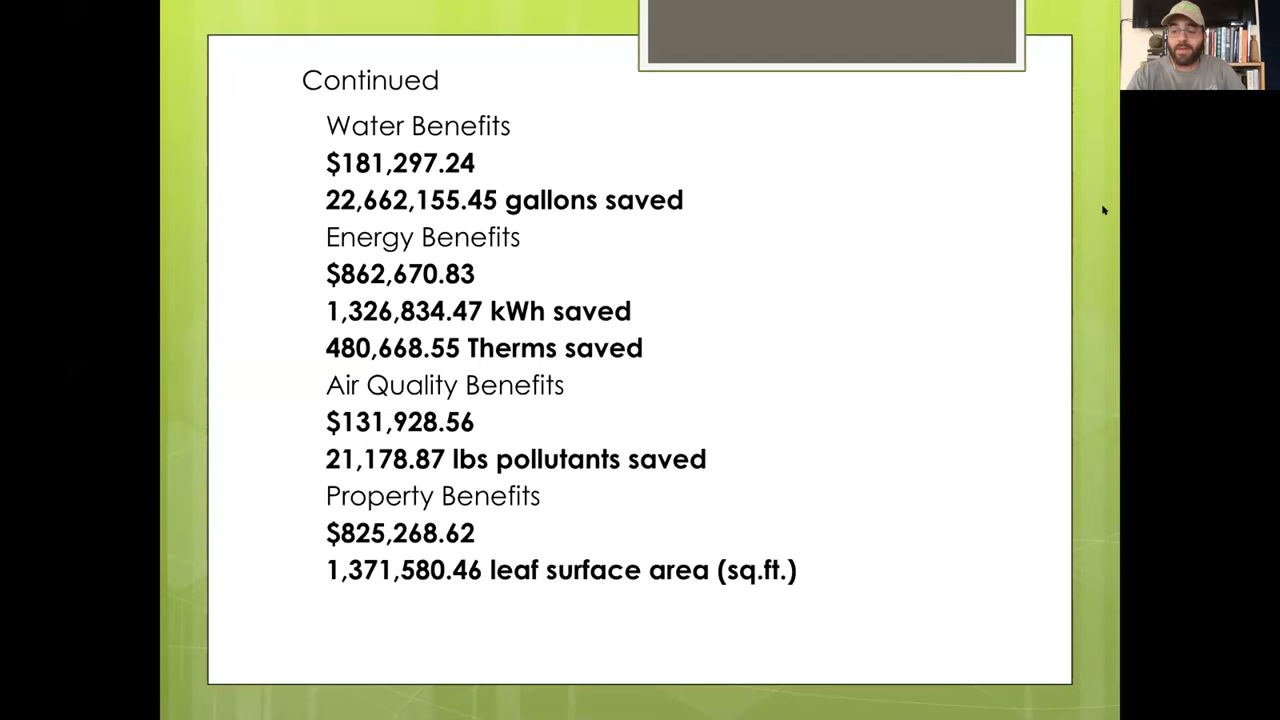 Continued
Water Benefits
$181,297.24
22,662,155.45 gallons saved
Energy Benefits
$862,670.83
1,326,834.47 kWh saved
480,668.55 Therms saved
Air Quality Benefits
$131,928.56
21,178.87 lbs pollutants saved
Property Benefits
$825,268.62
1,371,580.46 leaf surface area (sq.ft.)